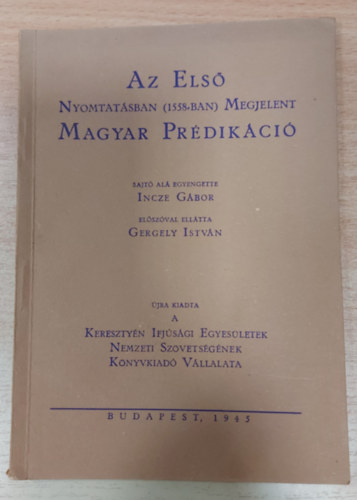 Az Első
Nyomtatásban (1558-ban) Megjelent
Magyar Prédikáció
Sajtó alá egyengette
Incze Gábor
Előszóval ellátta
Gergely István
Újra kiadta
A
Keresztyén Ifjúsági Egyesületek
Nemzeti Szövetségének
Könyvkiadó Vállalata
Budapest, 1943